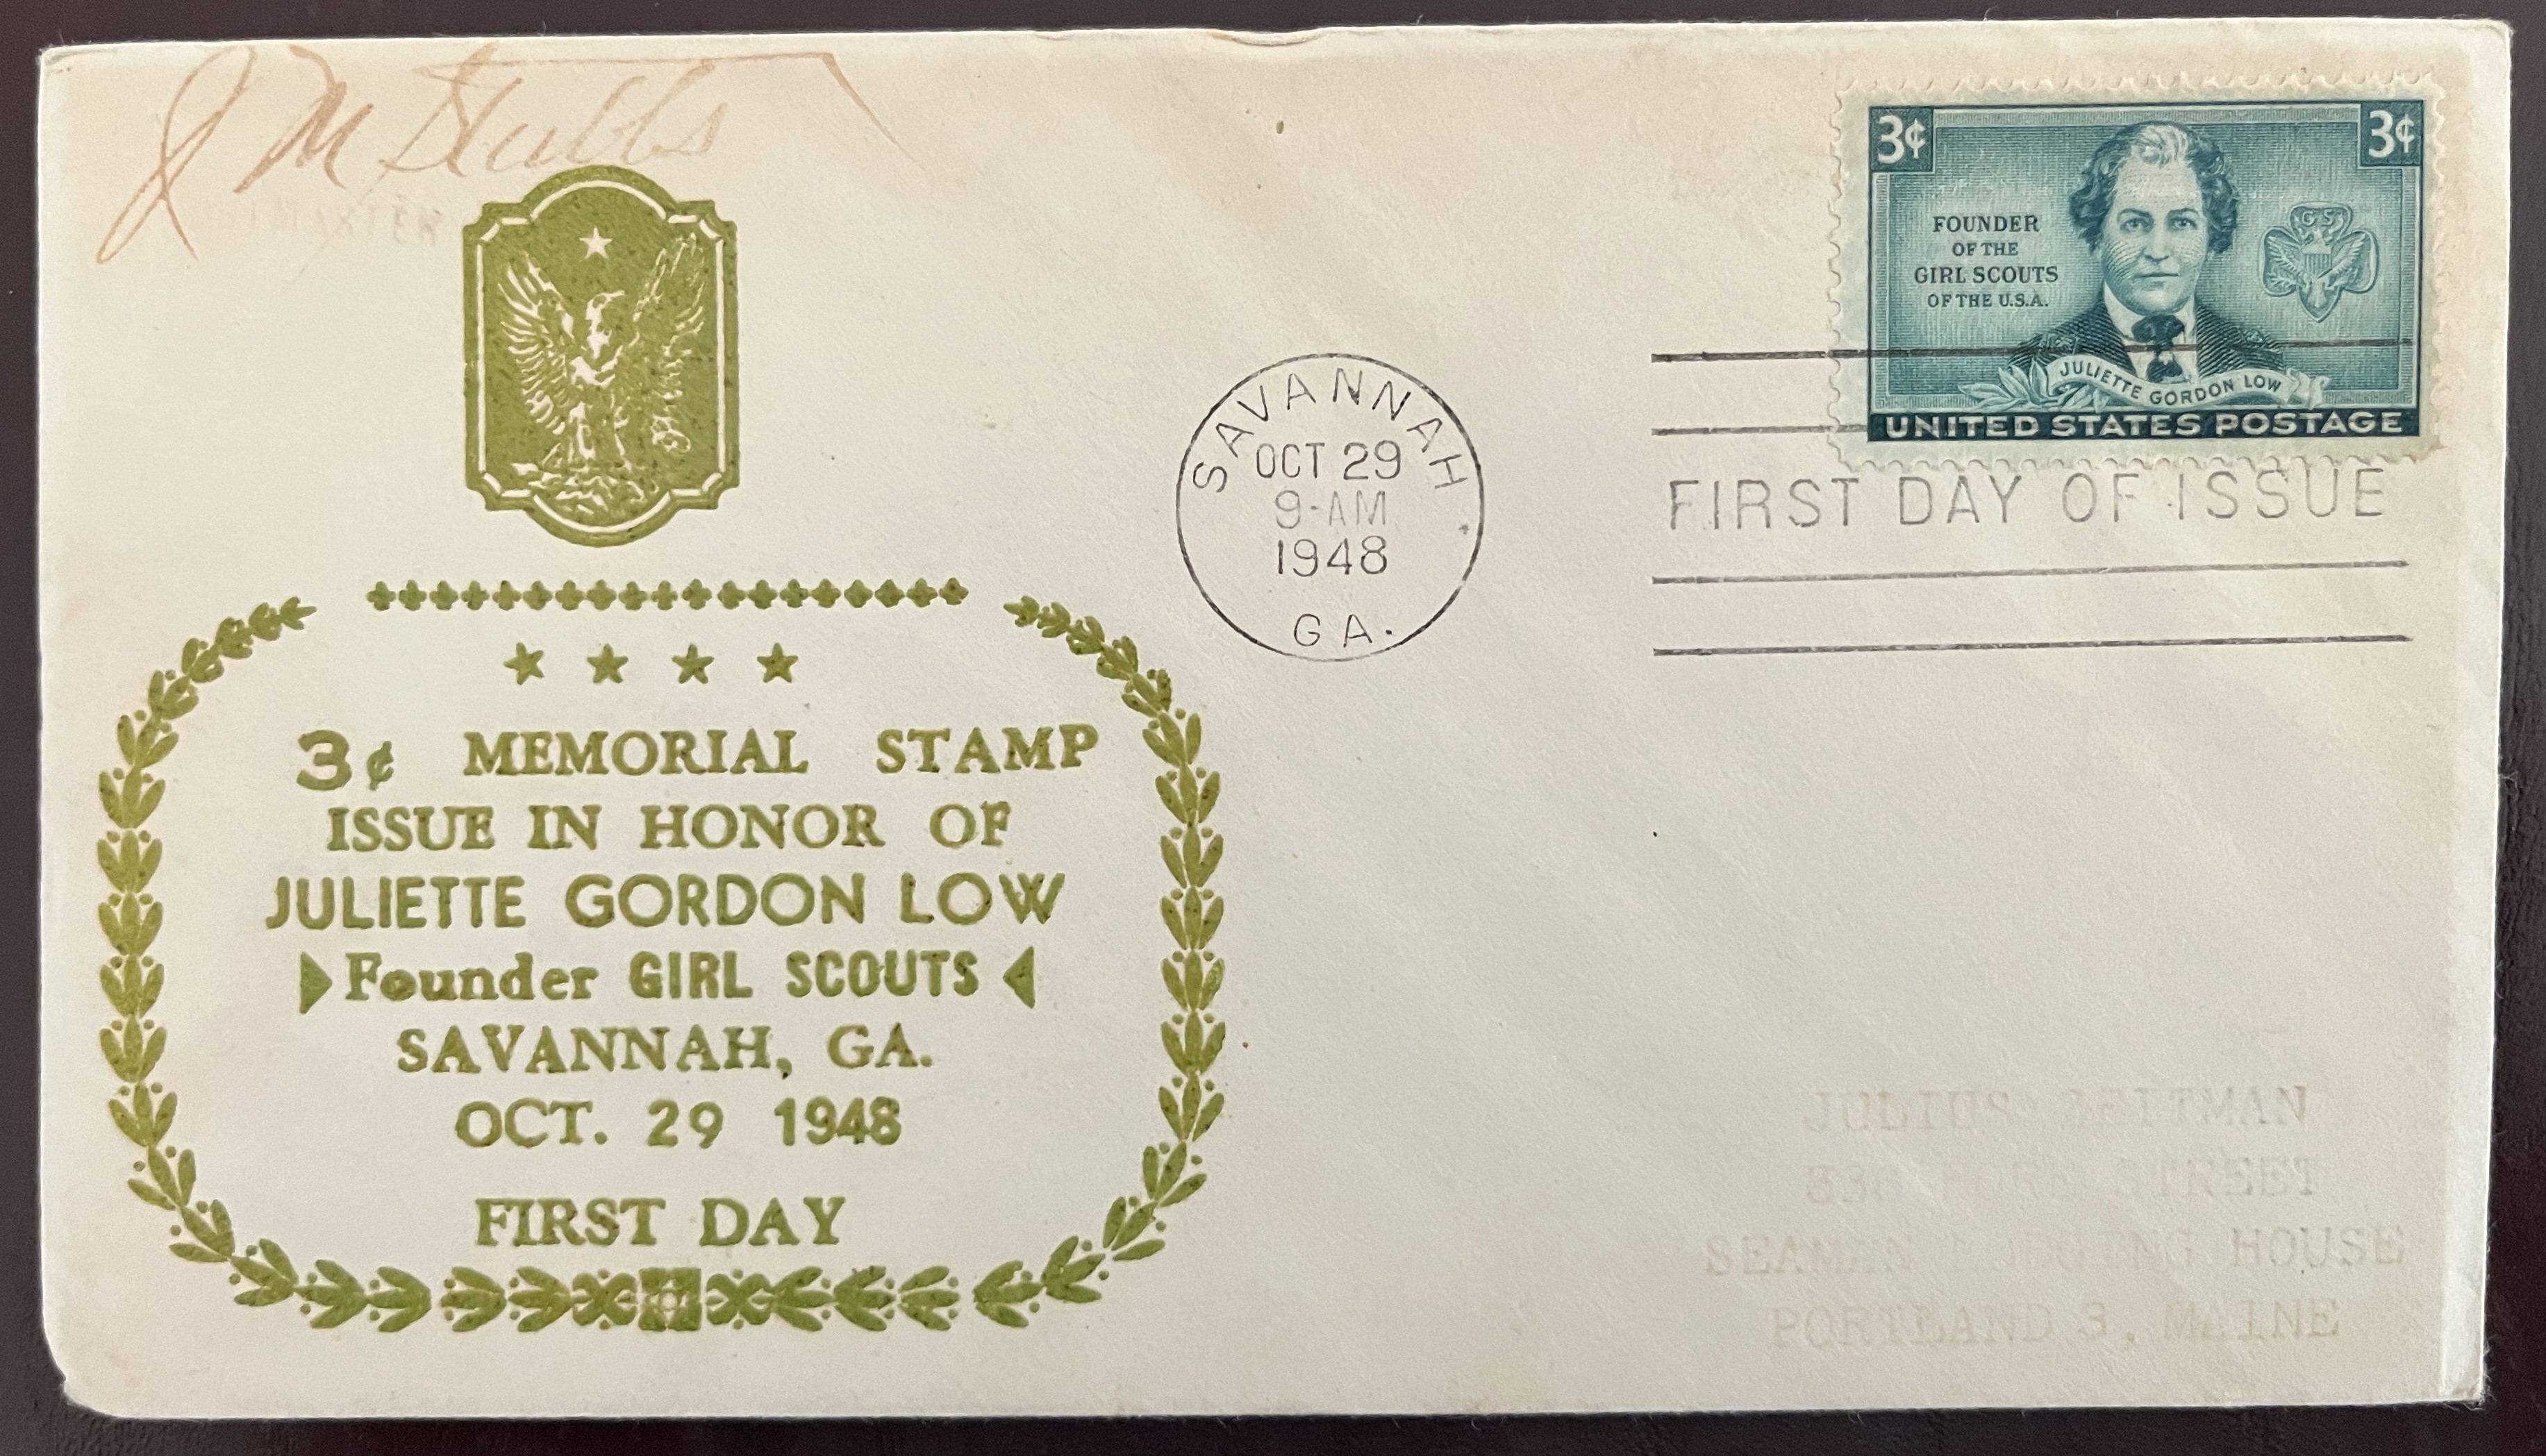 J M Stubbs
3¢ 3¢
FOUNDER
OF THE
GIRL SCOUTS
OF THE U.S.A.
GS
JULIETTE GORDON LOW
UNITED STATES POSTAGE
SAVANNAH
OCT 29
9-AM
1948
GA.
FIRST DAY OF ISSUE
3¢ MEMORIAL STAMP
ISSUE IN HONOR OF
JULIETTE GORDON LOW
Founder GIRL SCOUTS
SAVANNAH, GA.
OCT. 29 1948
FIRST DAY
JULIUS
STREET
HOUSE
PORTLAND 3, MAINE